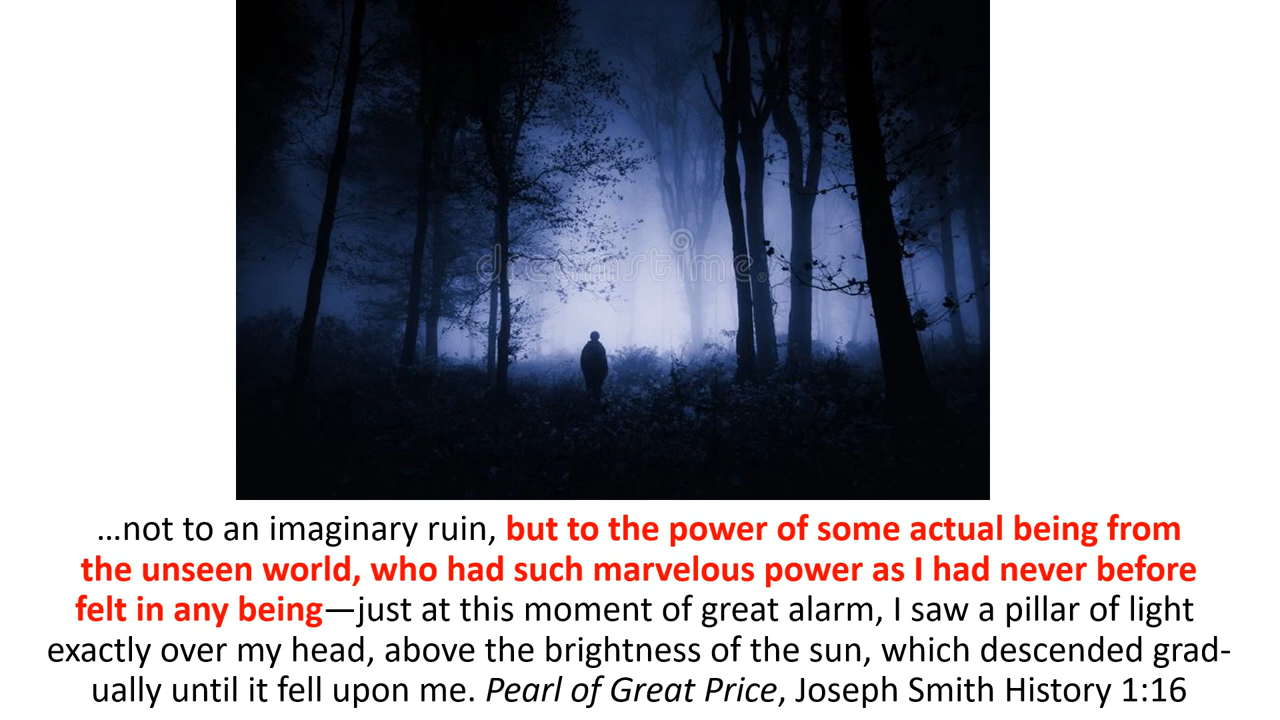 dreamstime.
…not to an imaginary ruin, but to the power of some actual being from
the unseen world, who had such marvelous power as I had never before
felt in any being—just at this moment of great alarm, I saw a pillar of light
exactly over my head, above the brightness of the sun, which descended grad-
ually until it fell upon me. Pearl of Great Price, Joseph Smith History 1:16